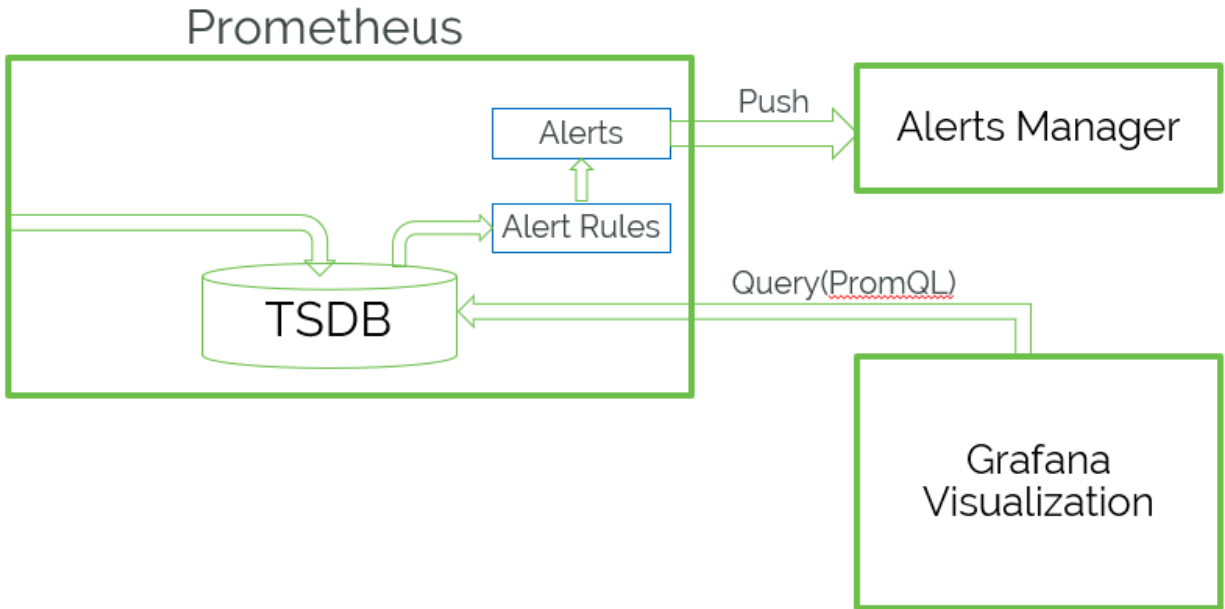 Prometheus
Push
Alerts
Alerts Manager
Alert Rules
Query(PromQL)
TSDB
Grafana
Visualization